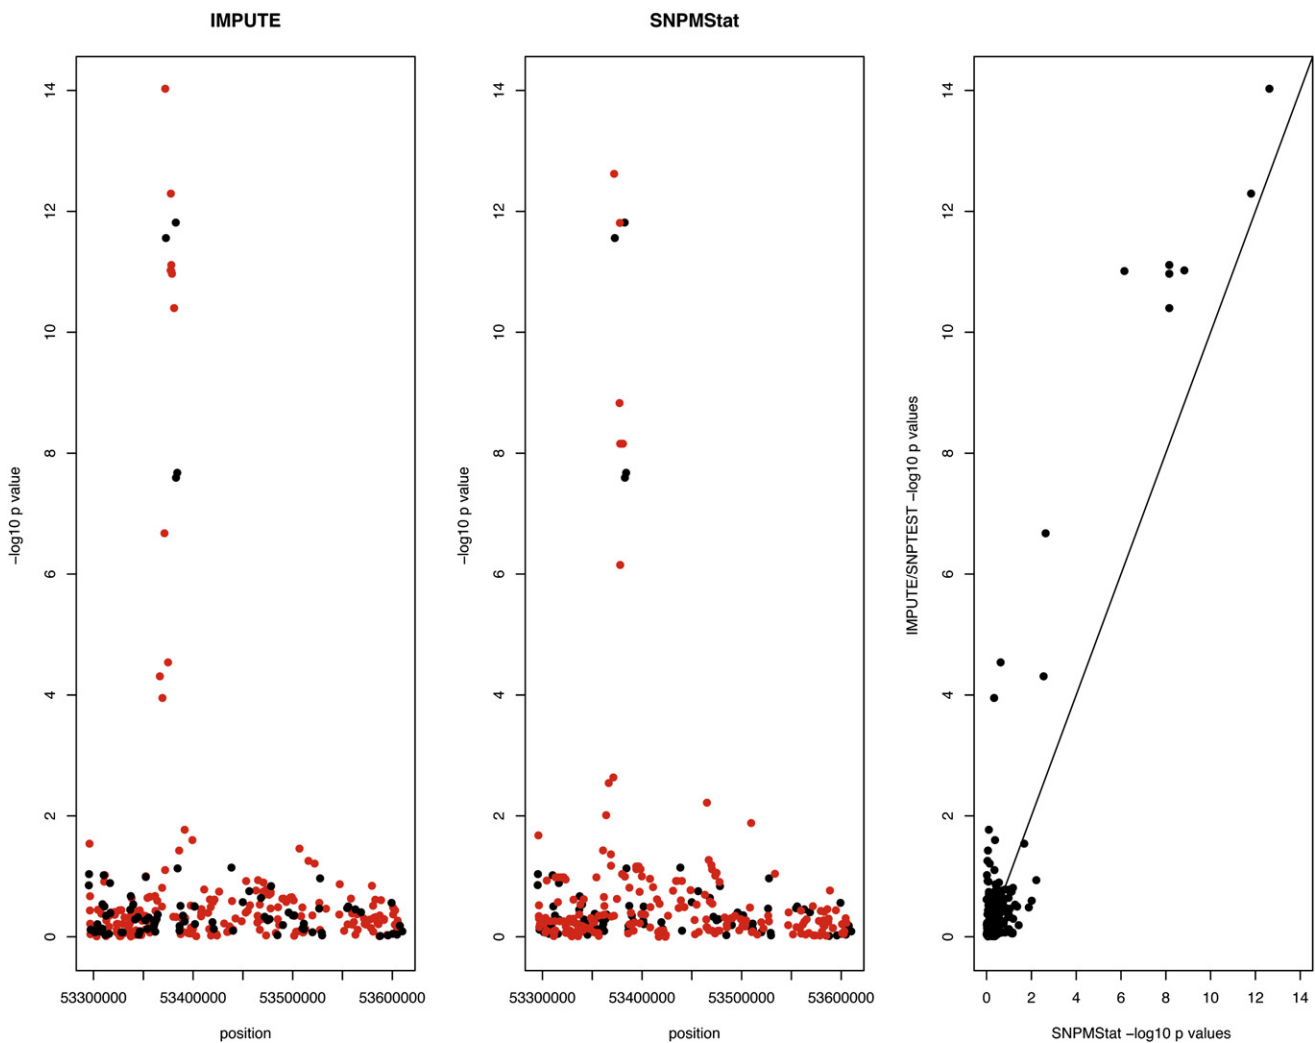 IMPUTE
SNPMStat
14
12
10
8
6
4
2
0
−log10 p value
53300000 53400000 53500000 53600000
position
14
12
10
8
6
4
2
0
−log10 p value
53300000 53400000 53500000 53600000
position
14
12
10
8
6
4
2
0
IMPUTE/SNPTEST −log10 p values
0 2 4 6 8 10 12 14
SNPMStat −log10 p values